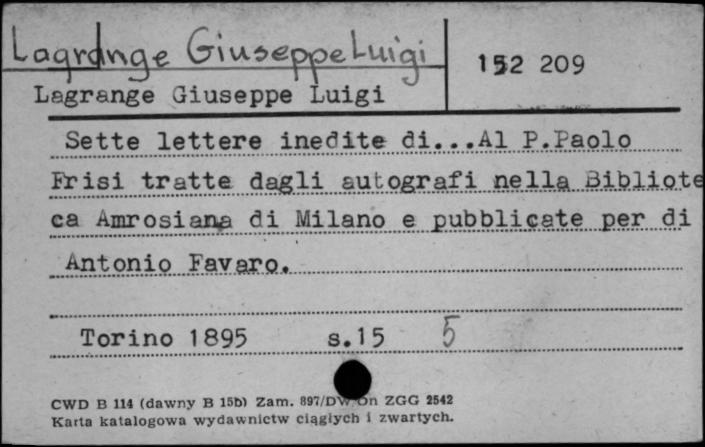 Lagrange Giuseppe Luigi
152 209
Lagrange Giuseppe Luigi
Sette lettere inedite di...Al P.Paolo
Frisi tratte dagli autografi nella Bibliote
ca Amrosiana di Milano e pubblicate per di
Antonio Favaro.
Torino 1895 s.15 5
CWD B 114 (dawny B 15b) Zam. 897/DW/Dn ZGG 2542
Karta katalogowa wydawnictw ciągłych i zwartych.